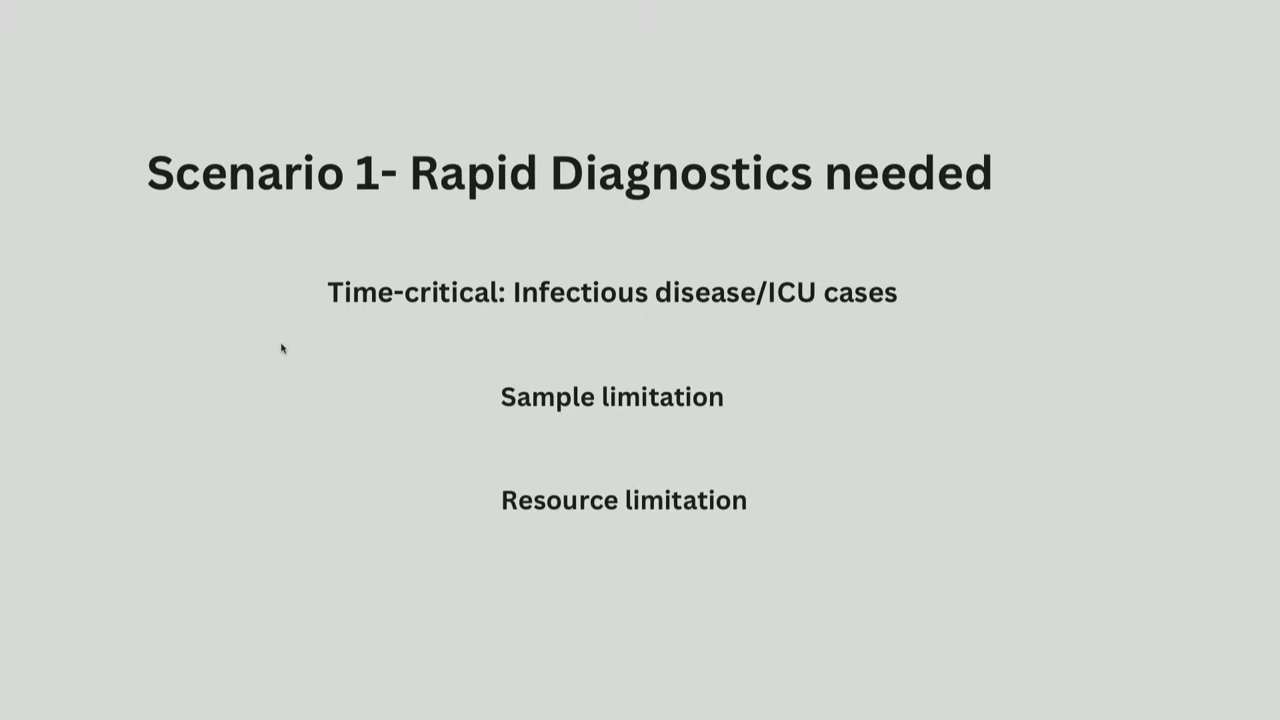 Scenario 1- Rapid Diagnostics needed
Time-critical: Infectious disease/ICU cases
Sample limitation
Resource limitation